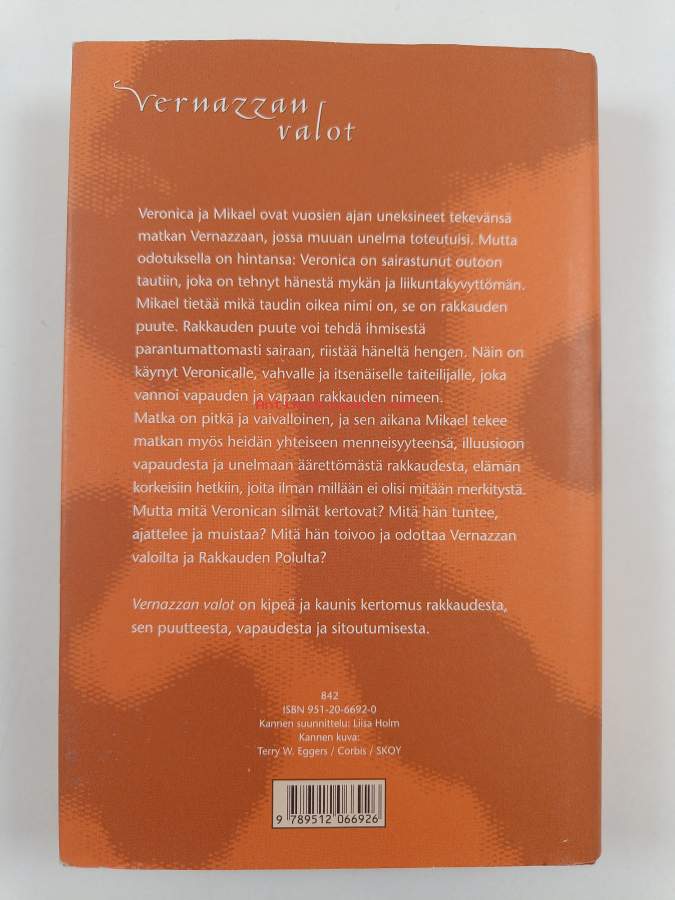 Vernazzan
valot
Veronica ja Mikael ovat vuosien ajan uneksineet tekevänsä
matkan Vernazzaan, jossa muuan unelma toteutuisi. Mutta
odotuksella on hintansa: Veronica on sairastunut outoon
tautiin, joka on tehnyt hänestä mykän ja liikuntakyvyttömän.
Mikael tietää mikä taudin oikea nimi on, se on rakkauden
puute. Rakkauden puute voi tehdä ihmisestä
parantumattomasti sairaan, riistää häneltä hengen. Näin on
käynyt Veronicalle, vahvalle ja itsenäiselle taiteilijalle, joka
vannoi vapauden ja vapaan rakkauden nimeen.
Matka on pitkä ja vaivalloinen, ja sen aikana Mikael tekee
matkan myös heidän yhteiseen menneisyyteensä, illuusioon
vapaudesta ja unelmaan äärettömästä rakkaudesta, elämän
korkeisiin hetkiin, joita ilman millään ei olisi mitään merkitystä.
Mutta mitä Veronican silmät kertovat? Mitä hän tuntee,
ajattelee ja muistaa? Mitä hän toivoo ja odottaa Vernazzan
valoilta ja Rakkauden Polulta?
Vernazzan valot on kipeä ja kaunis kertomus rakkaudesta,
sen puutteesta, vapaudesta ja sitoutumisesta.
842
ISBN 951-20-6692-0
Kannen suunnittelu: Liisa Holm
Kannen kuva:
Terry W. Eggers / Corbis / SKOY
9 789512 066926